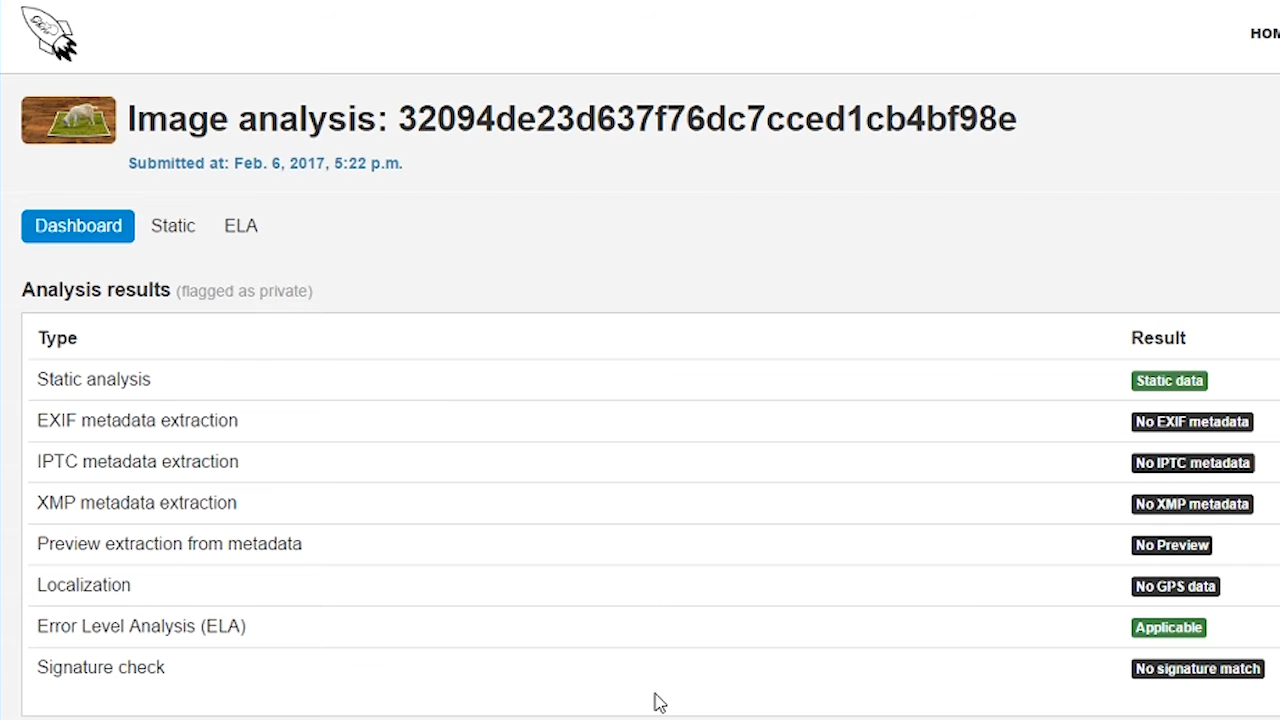 HOM
Image analysis: 32094de23d637f76dc7cced1cb4bf98e
Submitted at: Feb. 6, 2017, 5:22 p.m.
Dashboard Static ELA
Analysis results (flagged as private)
Type Result
Static analysis Static data
EXIF metadata extraction No EXIF metadata
IPTC metadata extraction No IPTC metadata
XMP metadata extraction No XMP metadata
Preview extraction from metadata No Preview
Localization No GPS data
Error Level Analysis (ELA) Applicable
Signature check No signature match